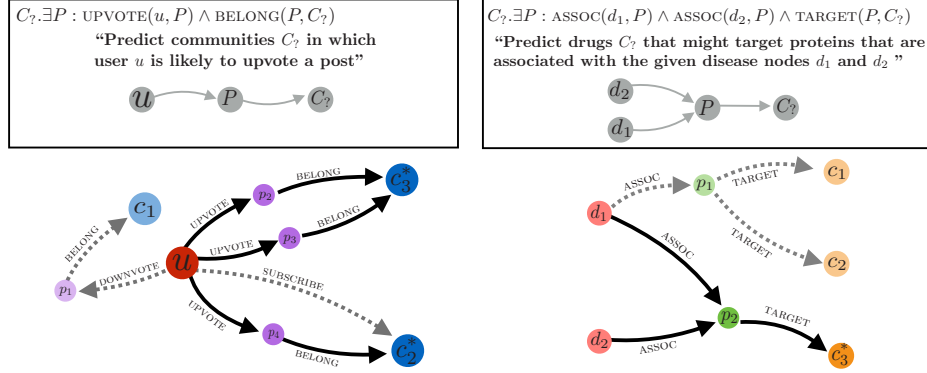 C?.∃P : UPVOTE(u, P) ∧ BELONG(P, C?)
“Predict communities C? in which
user u is likely to upvote a post”
u
P
C?
C?.∃P : ASSOC(d1, P) ∧ ASSOC(d2, P) ∧ TARGET(P, C?)
“Predict drugs C? that might target proteins that are
associated with the given disease nodes d1 and d2 ”
d2
d1
P
C?
c1
BELONG
p1
DOWNVOTE
u
UPVOTE
p2
BELONG
c3*
UPVOTE
p3
BELONG
SUBSCRIBE
UPVOTE
p4
BELONG
c2*
d1
ASSOC
p1
TARGET
c1
TARGET
c2
ASSOC
d2
ASSOC
p2
TARGET
c3*